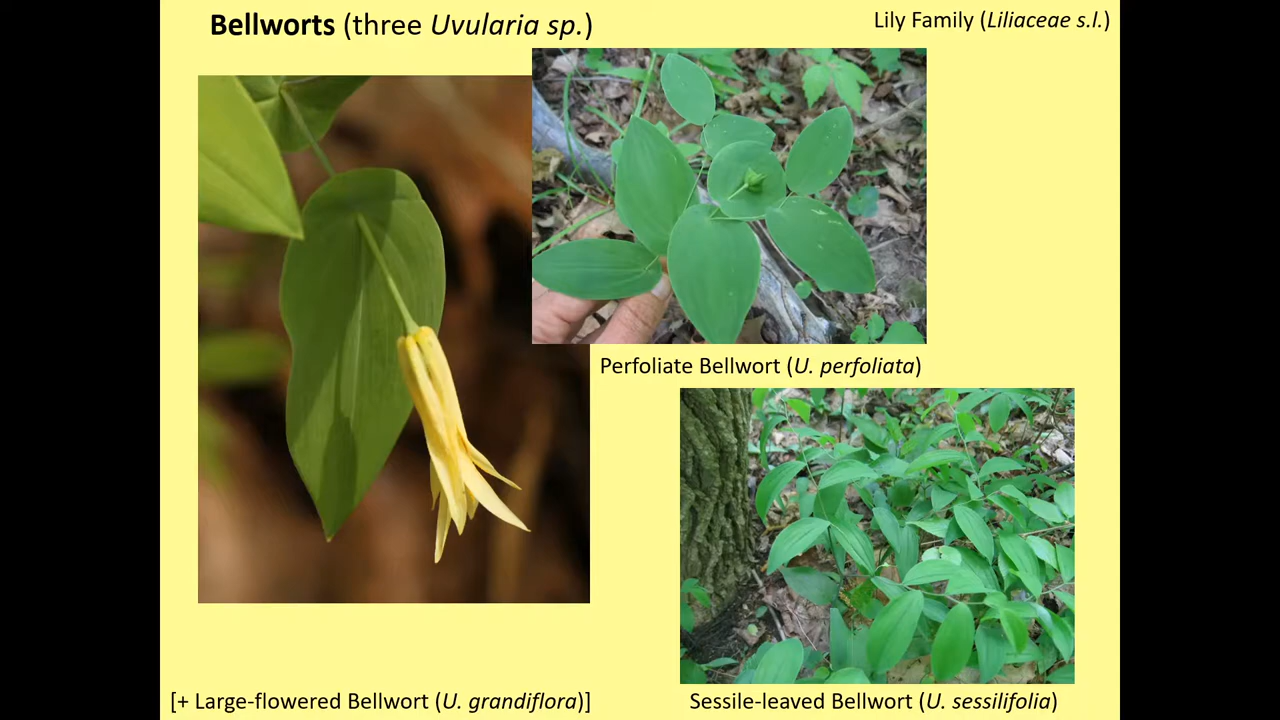 Bellworts (three Uvularia sp.)
Lily Family (Liliaceae s.l.)
Perfoliate Bellwort (U. perfoliata)
[+ Large-flowered Bellwort (U. grandiflora)]
Sessile-leaved Bellwort (U. sessilifolia)